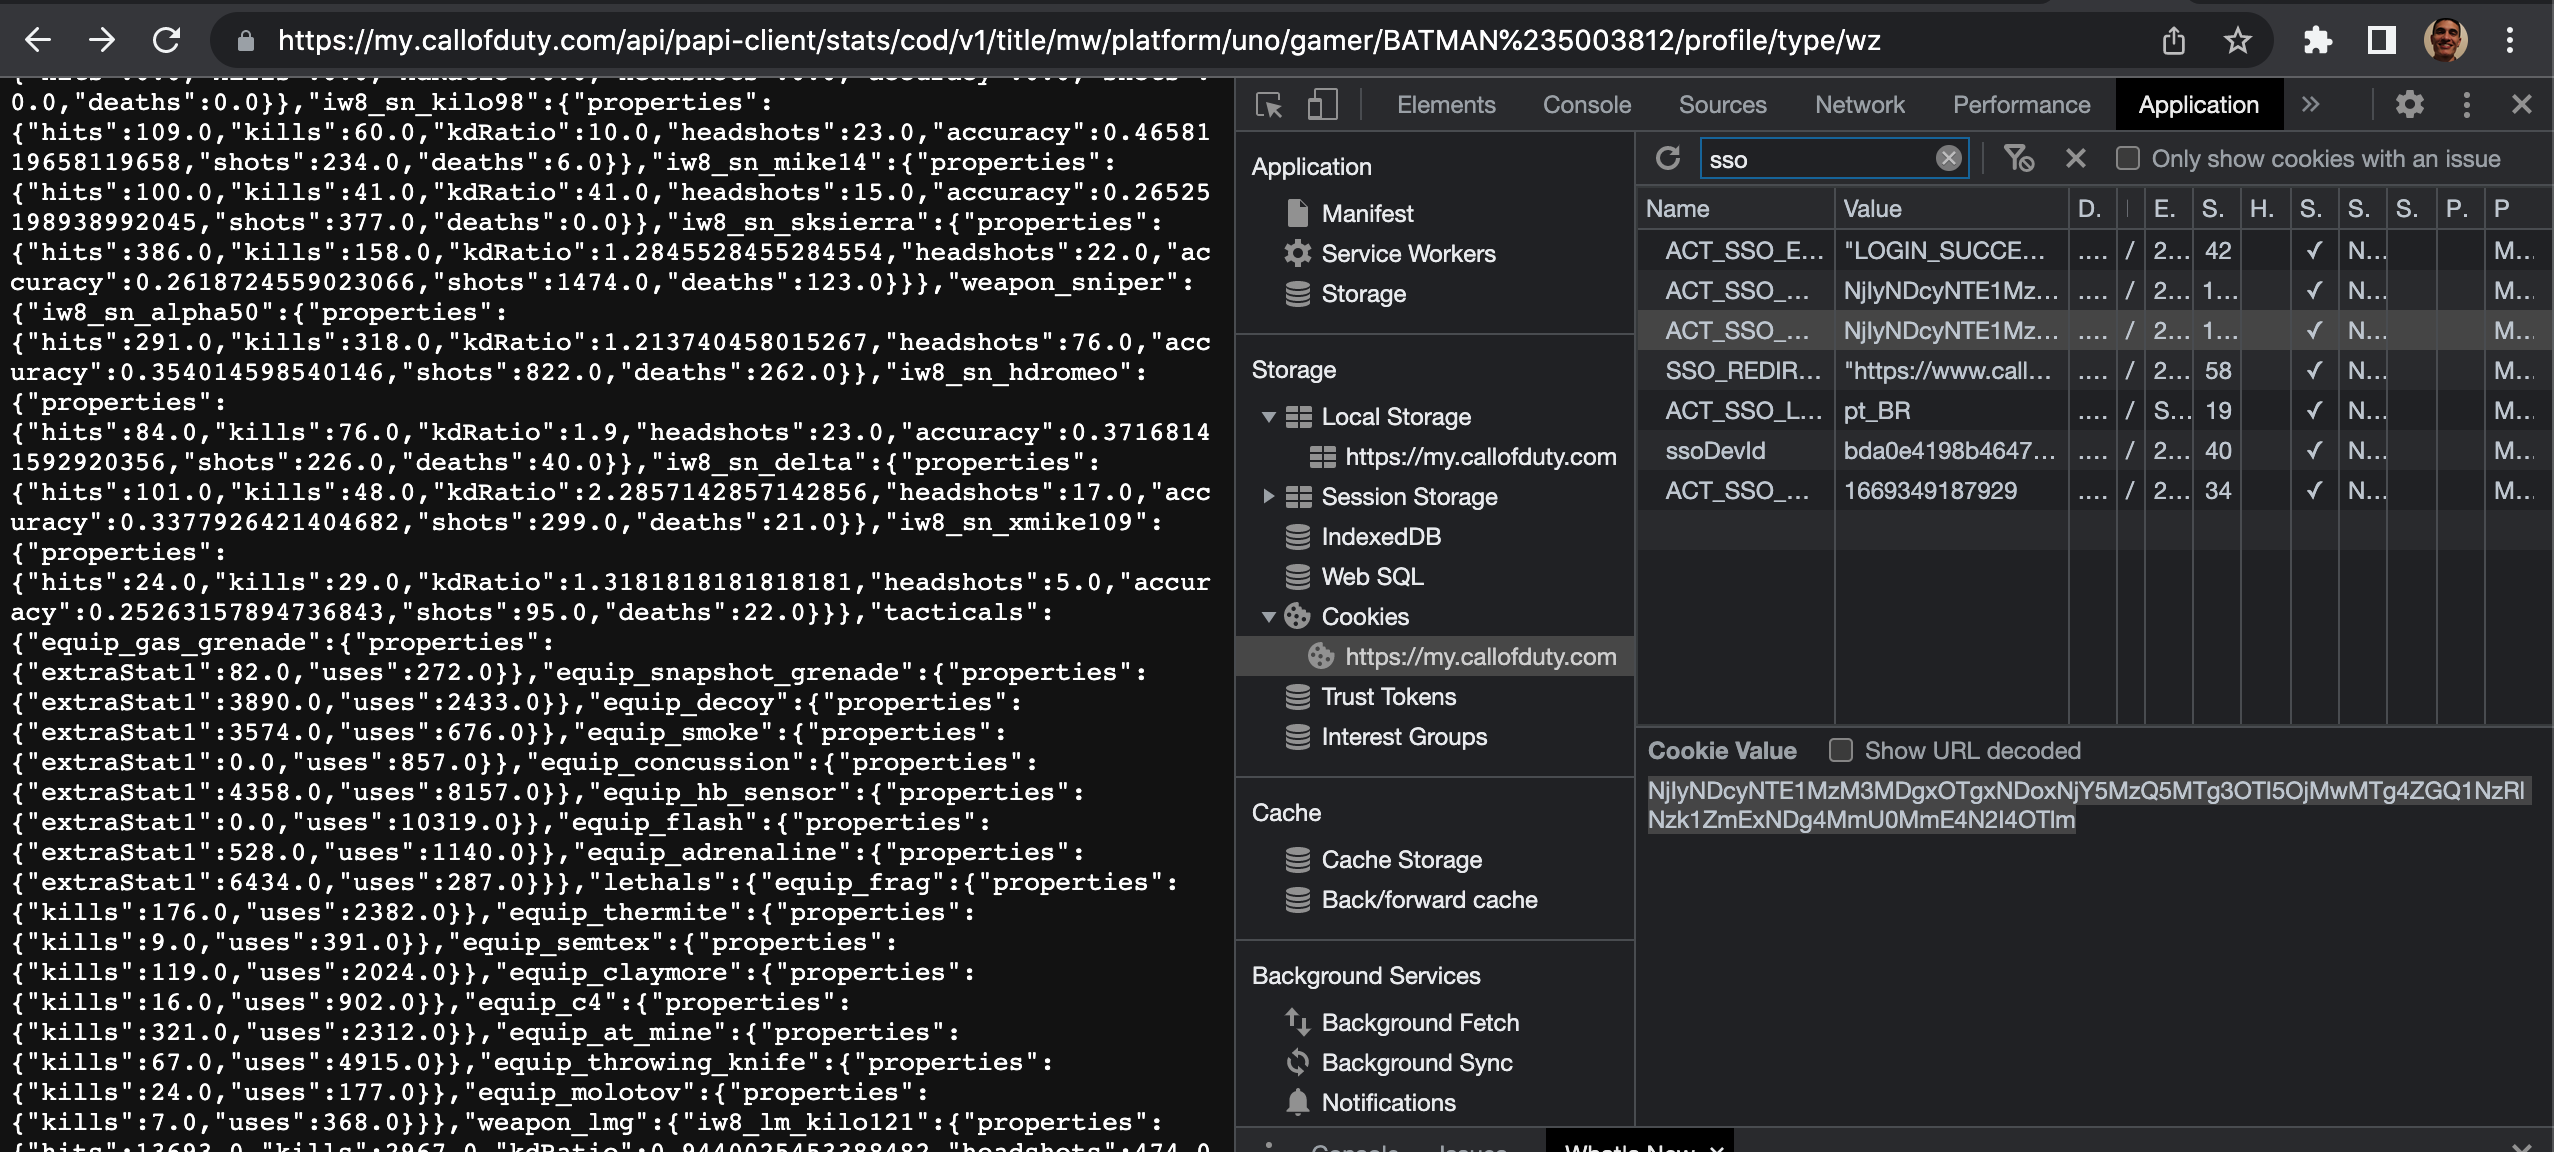 https://my.callofduty.com/api/papi-client/stats/cod/v1/title/mw/platform/uno/gamer/BATMAN%235003812/profile/type/wz
0.0,"deaths":0.0}},"iw8_sn_kilo98":{"properties":
{"hits":109.0,"kills":60.0,"kdRatio":10.0,"headshots":23.0,"accuracy":0.46581
19658119658,"shots":234.0,"deaths":6.0}},"iw8_sn_mike14":{"properties":
{"hits":100.0,"kills":41.0,"kdRatio":41.0,"headshots":15.0,"accuracy":0.26525
198938992045,"shots":377.0,"deaths":0.0}},"iw8_sn_sksierra":{"properties":
{"hits":386.0,"kills":158.0,"kdRatio":1.2845528455284554,"headshots":22.0,"ac
curacy":0.2618724559023066,"shots":1474.0,"deaths":123.0}}},"weapon_sniper":
{"iw8_sn_alpha50":{"properties":
{"hits":291.0,"kills":318.0,"kdRatio":1.213740458015267,"headshots":76.0,"acc
uracy":0.354014598540146,"shots":822.0,"deaths":262.0}},"iw8_sn_hdromeo":
{"properties":
{"hits":84.0,"kills":76.0,"kdRatio":1.9,"headshots":23.0,"accuracy":0.3716814
1592920356,"shots":226.0,"deaths":40.0}},"iw8_sn_delta":{"properties":
{"hits":101.0,"kills":48.0,"kdRatio":2.2857142857142856,"headshots":17.0,"acc
uracy":0.3377926421404682,"shots":299.0,"deaths":21.0}},"iw8_sn_xmike109":
{"properties":
{"hits":24.0,"kills":29.0,"kdRatio":1.3181818181818181,"headshots":5.0,"accur
acy":0.25263157894736843,"shots":95.0,"deaths":22.0}}},"tacticals":
{"equip_gas_grenade":{"properties":
{"extraStat1":82.0,"uses":272.0}},"equip_snapshot_grenade":{"properties":
{"extraStat1":3890.0,"uses":2433.0}},"equip_decoy":{"properties":
{"extraStat1":3574.0,"uses":676.0}},"equip_smoke":{"properties":
{"extraStat1":0.0,"uses":857.0}},"equip_concussion":{"properties":
{"extraStat1":4358.0,"uses":8157.0}},"equip_hb_sensor":{"properties":
{"extraStat1":0.0,"uses":10319.0}},"equip_flash":{"properties":
{"extraStat1":528.0,"uses":1140.0}},"equip_adrenaline":{"properties":
{"extraStat1":6434.0,"uses":287.0}}},"lethals":{"equip_frag":{"properties":
{"kills":176.0,"uses":2382.0}},"equip_thermite":{"properties":
{"kills":9.0,"uses":391.0}},"equip_semtex":{"properties":
{"kills":119.0,"uses":2024.0}},"equip_claymore":{"properties":
{"kills":16.0,"uses":902.0}},"equip_c4":{"properties":
{"kills":321.0,"uses":2312.0}},"equip_at_mine":{"properties":
{"kills":67.0,"uses":4915.0}},"equip_throwing_knife":{"properties":
{"kills":24.0,"uses":177.0}},"equip_molotov":{"properties":
{"kills":7.0,"uses":368.0}}},"weapon_lmg":{"iw8_lm_kilo121":{"properties":
Elements Console Sources Network Performance Application
Application
Manifest
Service Workers
Storage
Storage
Local Storage
https://my.callofduty.com
Session Storage
IndexedDB
Web SQL
Cookies
https://my.callofduty.com
Trust Tokens
Interest Groups
Cache
Cache Storage
Back/forward cache
Background Services
Background Fetch
Background Sync
Notifications
sso Only show cookies with an issue
Name Value D. E. S. H. S. S. S. P. P
ACT_SSO_E... "LOGIN_SUCCE... .... / 2... 42 ✓ N... M...
ACT_SSO_... NjIyNDcyNTE1Mz... .... / 2... 1... ✓ N... M...
ACT_SSO_... NjIyNDcyNTE1Mz... .... / 2... 1... ✓ N... M...
SSO_REDIR... "https://www.call... .... / 2... 58 ✓ N... M...
ACT_SSO_L... pt_BR .... / S... 19 ✓ N... M...
ssoDevId bda0e4198b4647... .... / 2... 40 ✓ N... M...
ACT_SSO_... 1669349187929 .... / 2... 34 ✓ N... M...
Cookie Value Show URL decoded
NjIyNDcyNTE1MzM3MDgxOTgxNDoxNjY5MzQ5MTg3OTI5OjMwMTg4ZGQ1NzRl
Nzk1ZmExNDg4MmU0MmE4N2I4OTlm